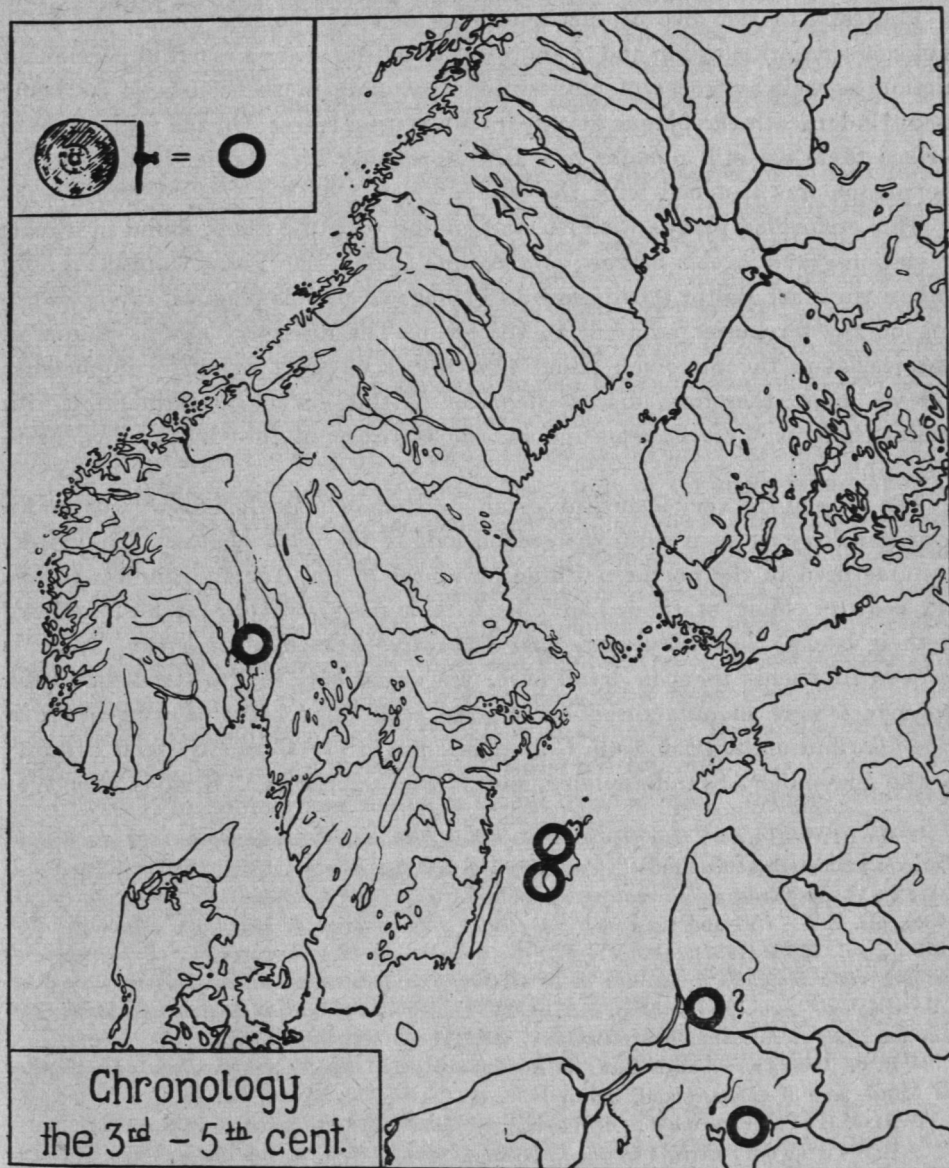 =
?
Chronology
the 3rd – 5th cent.